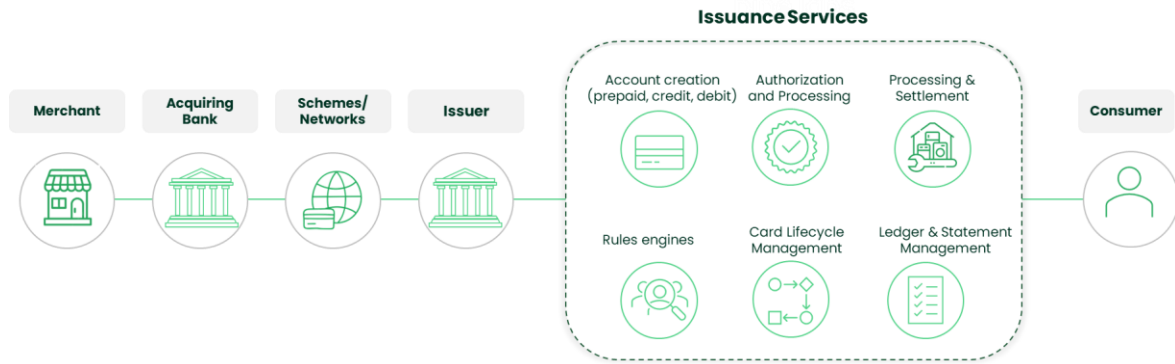 Issuance Services
Merchant
Acquiring
Bank
Schemes/
Networks
Issuer
Account creation
(prepaid, credit, debit)
Authorization
and Processing
Processing &
Settlement
Rules engines
Card Lifecycle
Management
Ledger & Statement
Management
Consumer